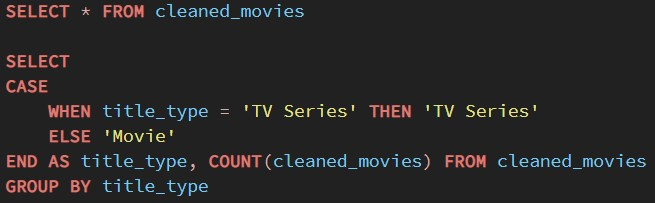 SELECT * FROM cleaned_movies
SELECT
CASE
WHEN title_type = 'TV Series' THEN 'TV Series'
ELSE 'Movie'
END AS title_type, COUNT(cleaned_movies) FROM cleaned_movies
GROUP BY title_type